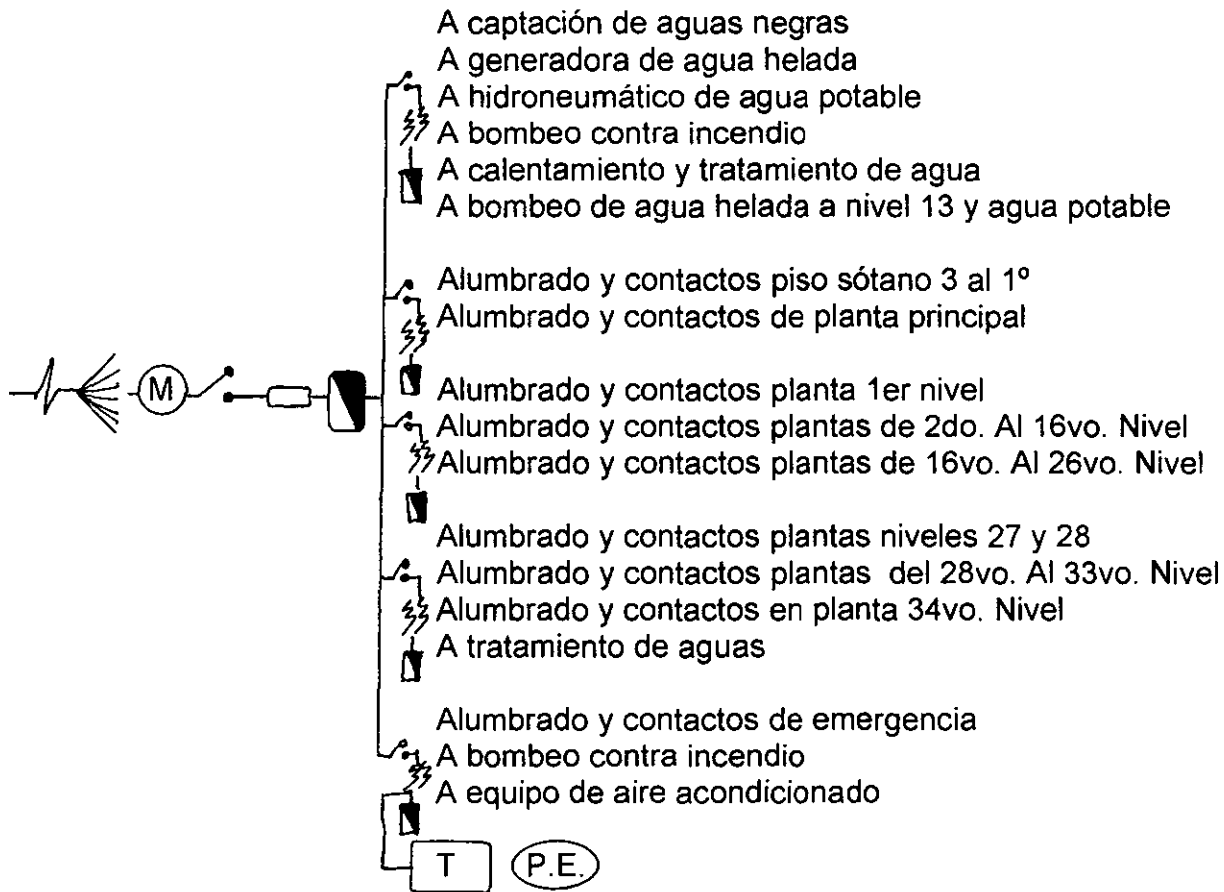 A captación de aguas negras
A generadora de agua helada
A hidroneumático de agua potable
A bombeo contra incendio
A calentamiento y tratamiento de agua
A bombeo de agua helada a nivel 13 y agua potable
Alumbrado y contactos piso sótano 3 al 1º
Alumbrado y contactos de planta principal
M
Alumbrado y contactos planta 1er nivel
Alumbrado y contactos plantas de 2do. Al 16vo. Nivel
Alumbrado y contactos plantas de 16vo. Al 26vo. Nivel
Alumbrado y contactos plantas niveles 27 y 28
Alumbrado y contactos plantas del 28vo. Al 33vo. Nivel
Alumbrado y contactos en planta 34vo. Nivel
A tratamiento de aguas
Alumbrado y contactos de emergencia
A bombeo contra incendio
A equipo de aire acondicionado
T P.E.